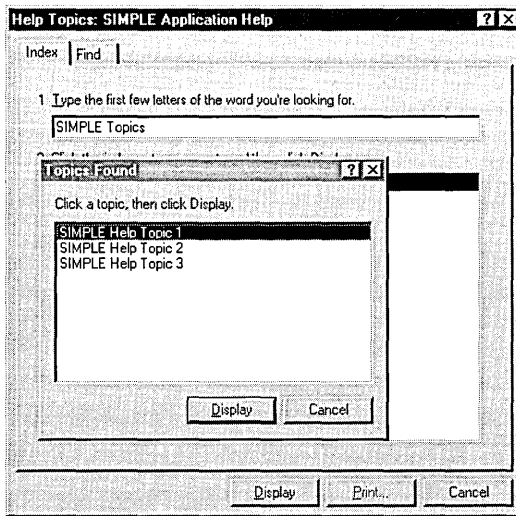 Help Topics: SIMPLE Application Help
Index Find
1 Type the first few letters of the word you're looking for.
SIMPLE Topics
Topics Found
Click a topic, then click Display.
SIMPLE Help Topic 1
SIMPLE Help Topic 2
SIMPLE Help Topic 3
Display Cancel
Display Print... Cancel